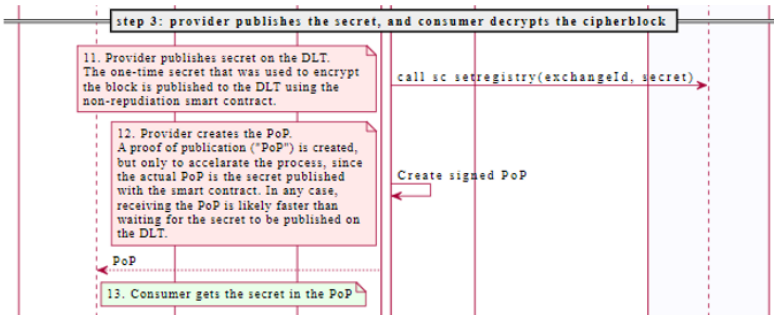 step 3: provider publishes the secret, and consumer decrypts the cipherblock
11. Provider publishes secret on the DLT.
The one-time secret that was used to encrypt
the block is published to the DLT using the
non-repudiation smart contract.
call sc setregistry(exchangeId, secret)
12. Provider creates the PoP.
A proof of publication ("PoP") is created,
but only to accelarate the process, since
the actual PoP is the secret published
with the smart contract. In any case,
receiving the PoP is likely faster than
waiting for the secret to be published on
the DLT.
Create signed PoP
PoP
13. Consumer gets the secret in the PoP